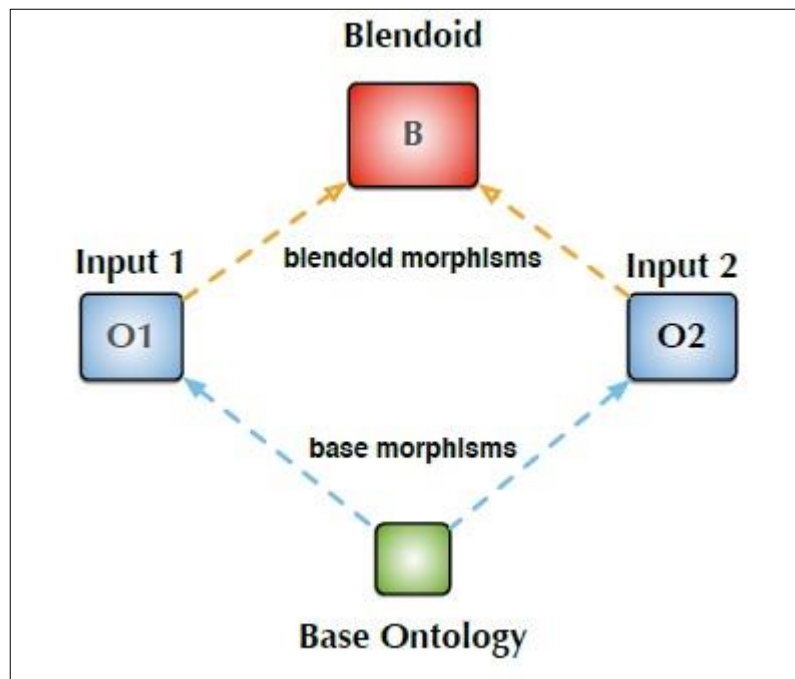 Blendoid
B
blendoid morphisms
Input 1
Input 2
O1
O2
base morphisms
Base Ontology